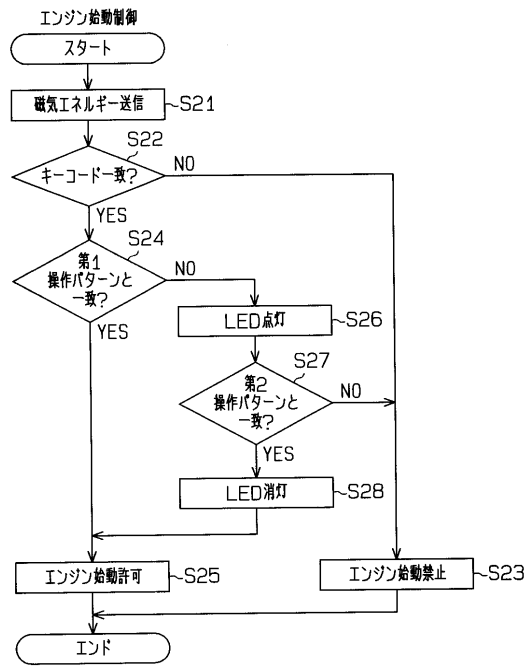 エンジン始動制御
スタート
磁気エネルギー送信
S21
S22
キーコード一致?
NO
YES
S24
第1
操作パターンと
一致?
NO
YES
LED点灯
S26
S27
第2
操作パターンと
一致?
NO
YES
LED消灯
S28
エンジン始動許可
S25
エンジン始動禁止
S23
エンド